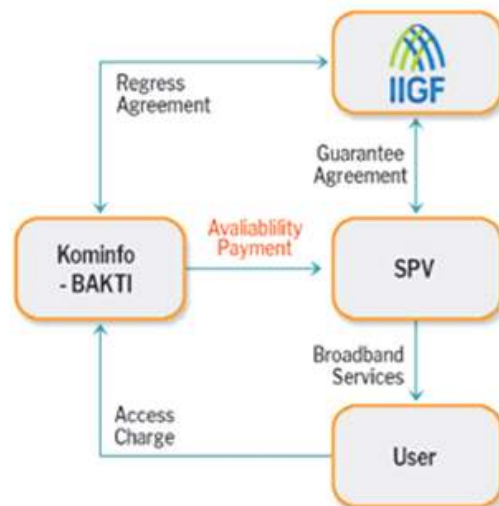 IIGF
Regress
Agreement
Guarantee
Agreement
Avaliablility
Payment
Kominfo
- BAKTI
SPV
Broadband
Services
Access
Charge
User